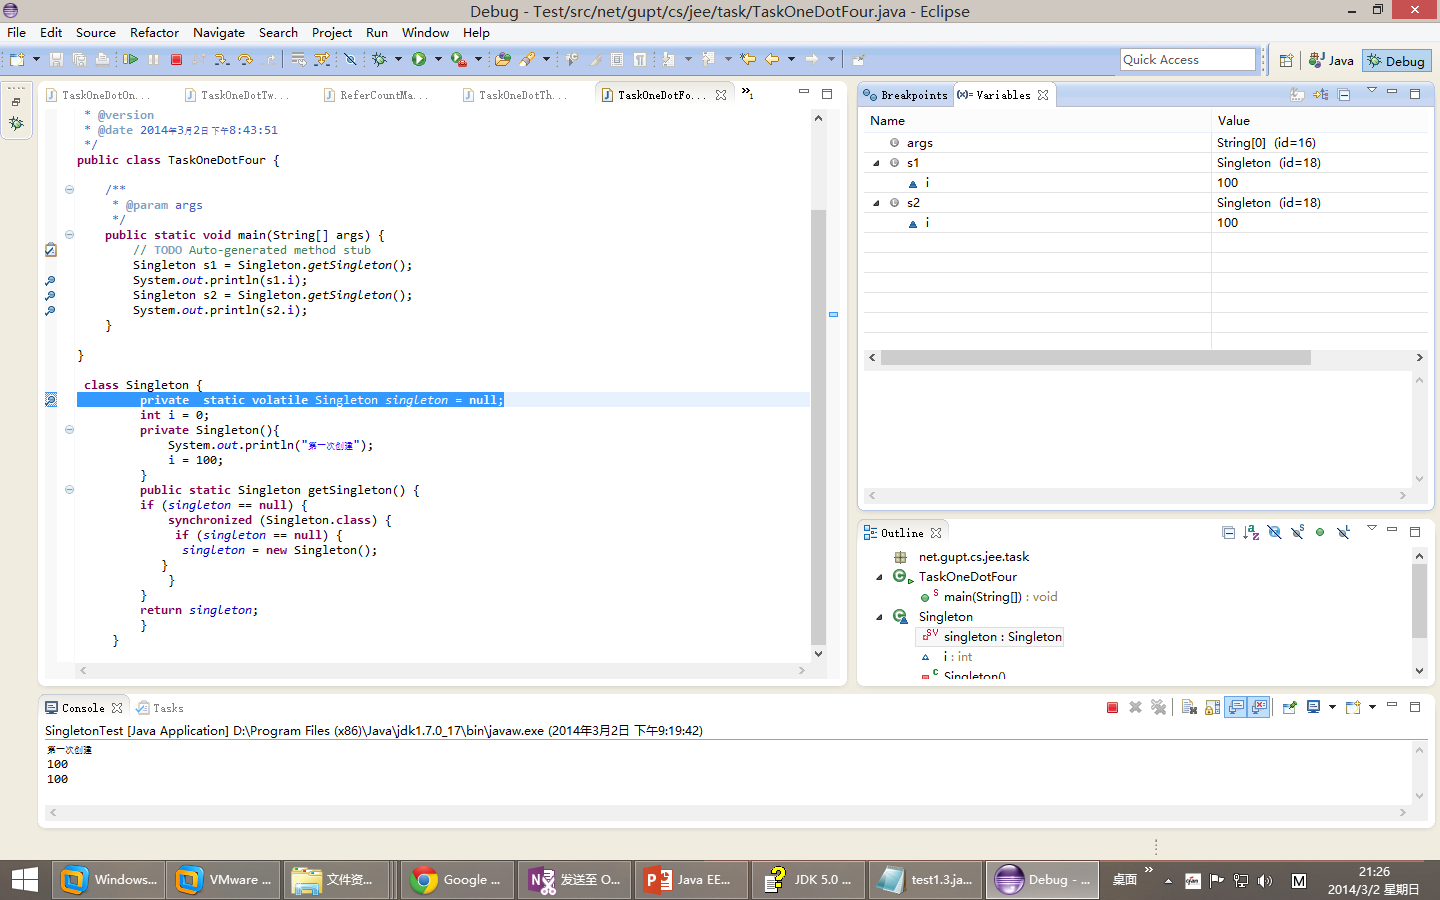 Debug - Test/src/net/gupt/cs/jee/task/TaskOneDotFour.java - Eclipse
File Edit Source Refactor Navigate Search Project Run Window Help
Quick Access
Java
Debug
TaskOneDotOn...
TaskOneDotTw...
ReferCountMa...
TaskOneDotTh...
TaskOneDotFo...
»1
* @version
* @date 2014年3月2日 下午8:43:51
*/
public class TaskOneDotFour {
/**
* @param args
*/
public static void main(String[] args) {
// TODO Auto-generated method stub
Singleton s1 = Singleton.getSingleton();
System.out.println(s1.i);
Singleton s2 = Singleton.getSingleton();
System.out.println(s2.i);
}
}
class Singleton {
private  static volatile Singleton singleton = null;
int i = 0;
private Singleton(){
System.out.println("第一次创建");
i = 100;
}
public static Singleton getSingleton() {
if (singleton == null) {
synchronized (Singleton.class) {
if (singleton == null) {
singleton = new Singleton();
}
}
}
return singleton;
}
}
Breakpoints
(x)= Variables
Name Value
args String[0] (id=16)
s1 Singleton (id=18)
i 100
s2 Singleton (id=18)
i 100
Outline
net.gupt.cs.jee.task
TaskOneDotFour
main(String[]) : void
Singleton
singleton : Singleton
i : int
Singleton()
Console
Tasks
SingletonTest [Java Application] D:\Program Files (x86)\Java\jdk1.7.0_17\bin\javaw.exe (2014年3月2日 下午9:19:42)
第一次创建
100
100
Windows...
VMware ...
文件资...
Google ...
发送至 O...
Java EE...
JDK 5.0 ...
test1.3.ja...
Debug - ...
桌面
M
21:26
2014/3/2 星期日